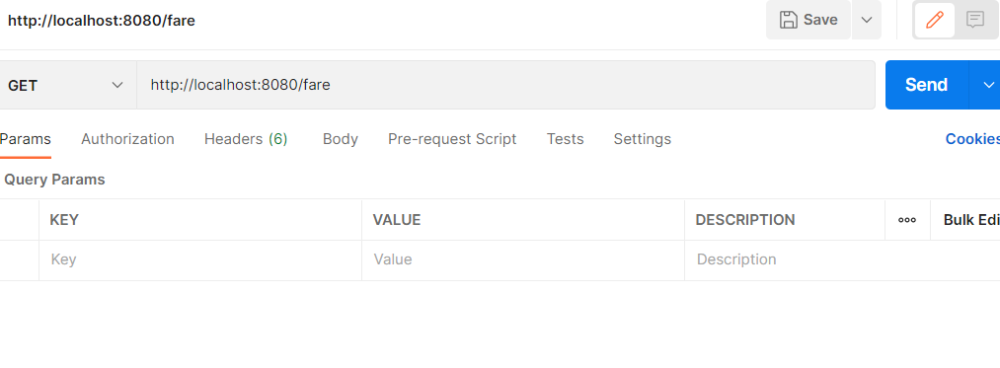 http://localhost:8080/fare Save
GET http://localhost:8080/fare Send
Params Authorization Headers (6) Body Pre-request Script Tests Settings Cookies
Query Params
KEY VALUE DESCRIPTION Bulk Edi
Key Value Description